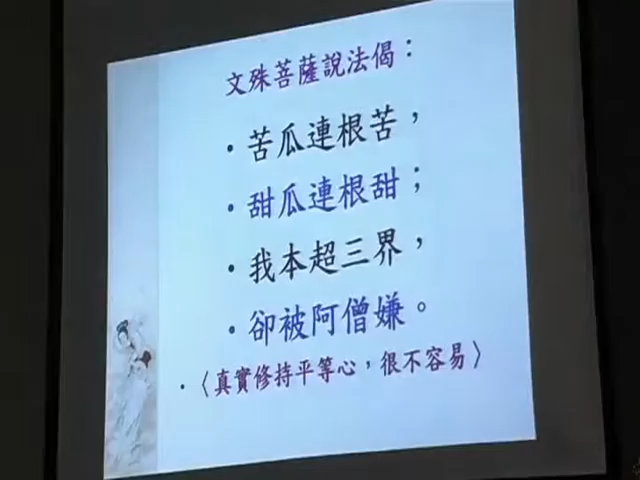 文殊菩薩說法偈：
・苦瓜連根苦，
・甜瓜連根甜；
・我本超三界，
・卻被阿僧嫌。
・〈真實修持平等心，很不容易〉